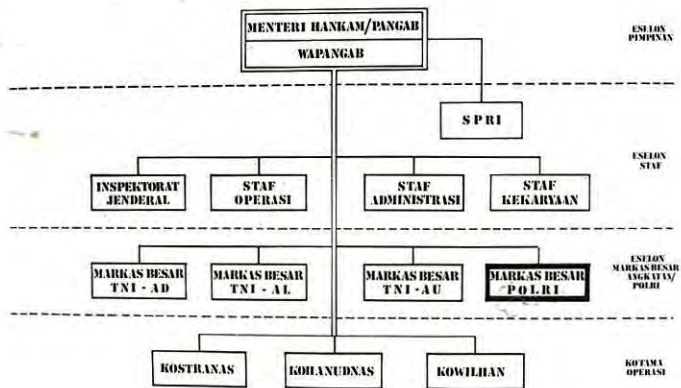 MENTERI HANKAM/PANGAB
WAPANGAB
ESELON
PIMPINAN
SPRI
INSPEKTORAT
JENDERAL
STAF
OPERASI
STAF
ADMINISTRASI
STAF
KEKARYAAN
ESELON
STAF
MARKAS BESAR
TNI - AD
MARKAS BESAR
TNI - AL
MARKAS BESAR
TNI - AU
MARKAS BESAR
POLRI
ESELON
MARKAS BESAR
ANGKATAN/
POLRI
KOSTRANAS
KOHANUDNAS
KOWILHAN
KOTAMA
OPERASI